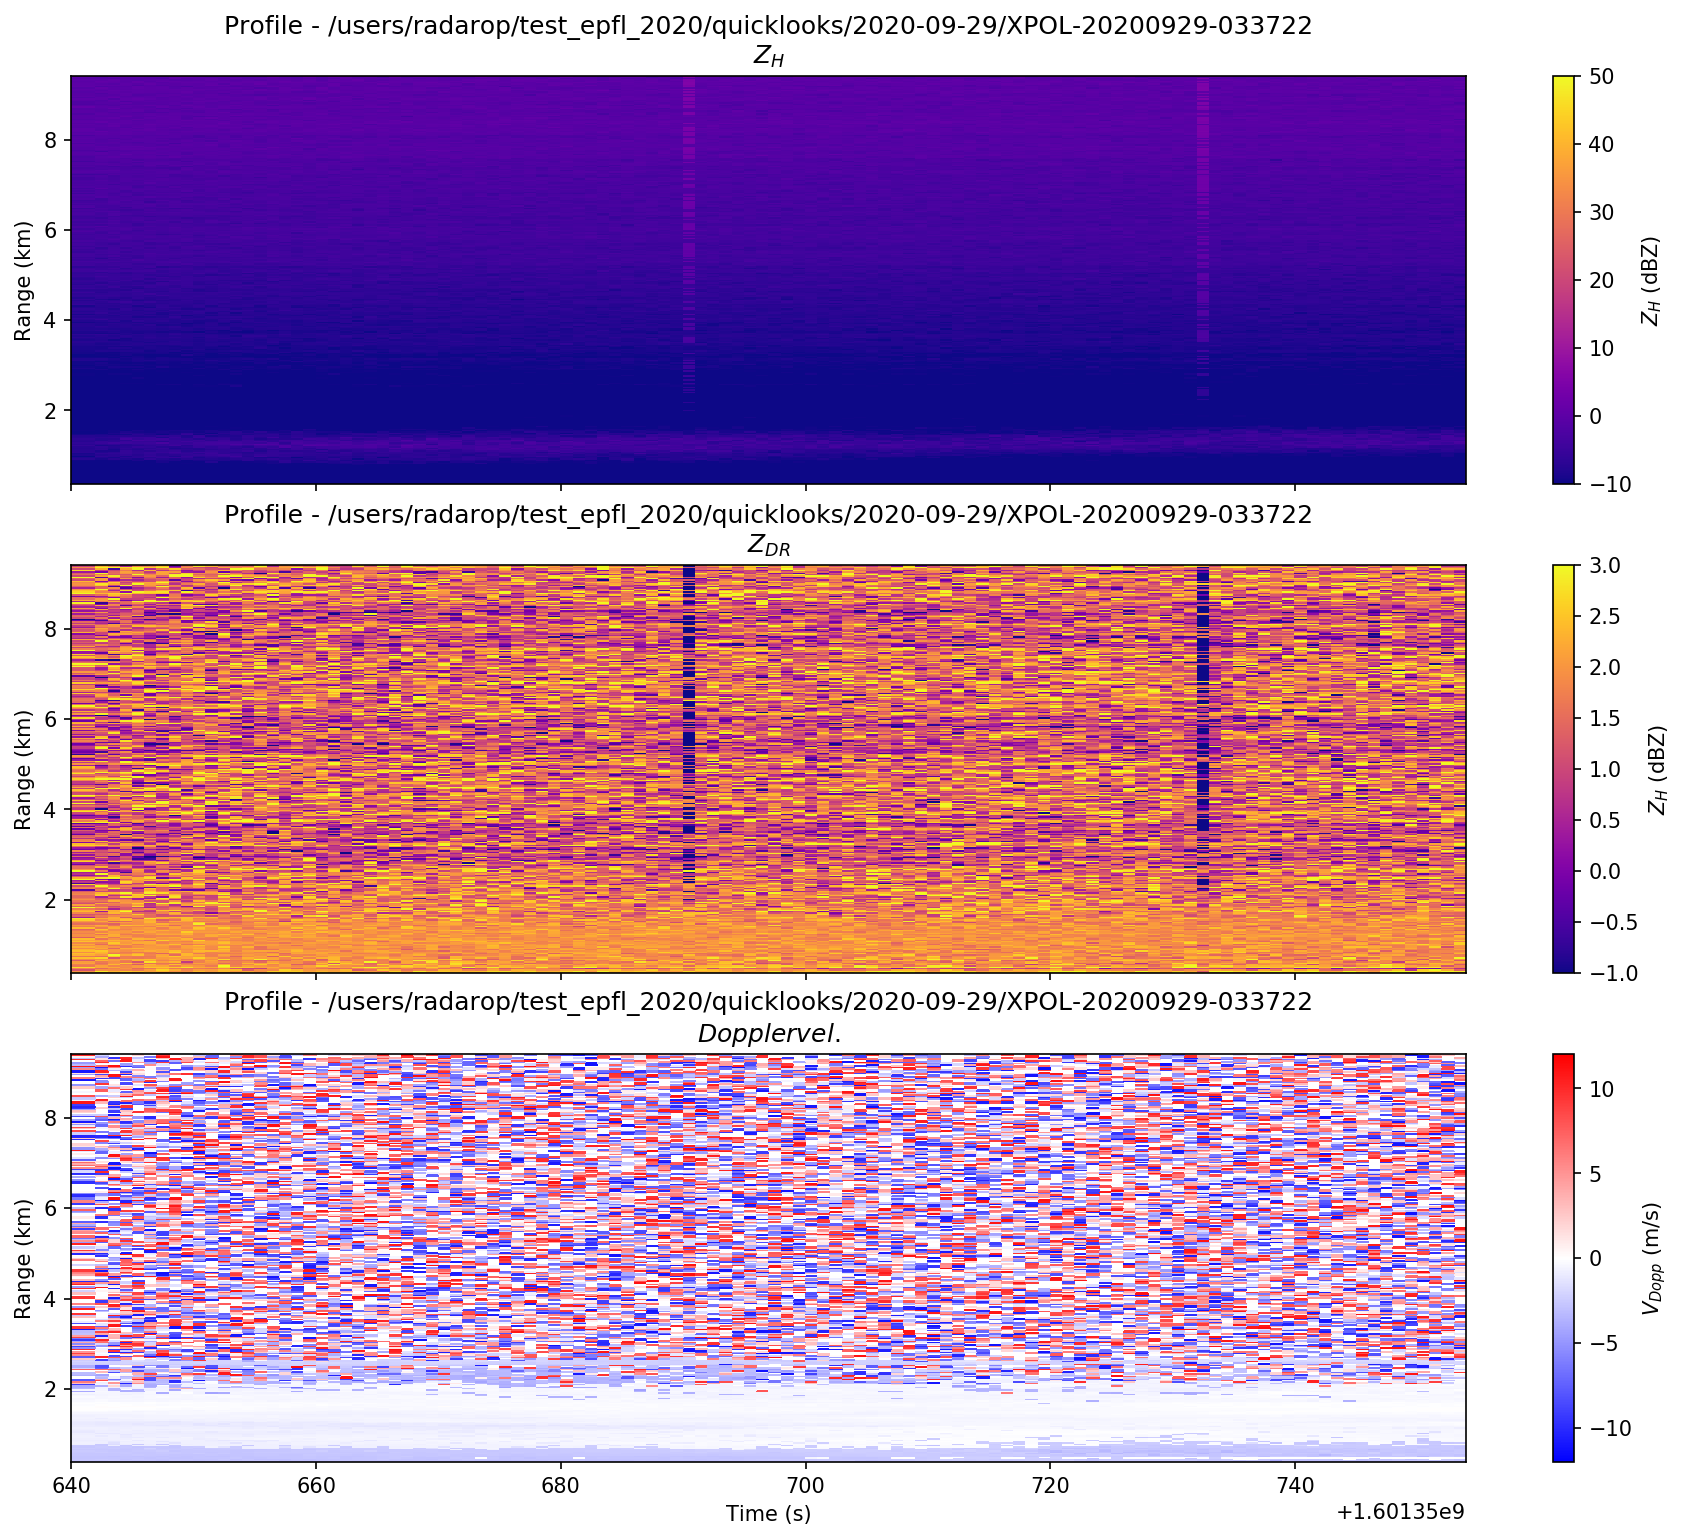 Profile - /users/radarop/test_epfl_2020/quicklooks/2020-09-29/XPOL-20200929-033722
Z_H
8
6
4
2
Range (km)
50
40
30
20
10
0
−10
Z_H (dBZ)
Profile - /users/radarop/test_epfl_2020/quicklooks/2020-09-29/XPOL-20200929-033722
Z_DR
8
6
4
2
Range (km)
3.0
2.5
2.0
1.5
1.0
0.5
0.0
−0.5
−1.0
Z_H (dBZ)
Profile - /users/radarop/test_epfl_2020/quicklooks/2020-09-29/XPOL-20200929-033722
Dopplervel.
8
6
4
2
Range (km)
10
5
0
−5
−10
V_Dopp (m/s)
640 660 680 700 720 740
Time (s)
+1.60135e9